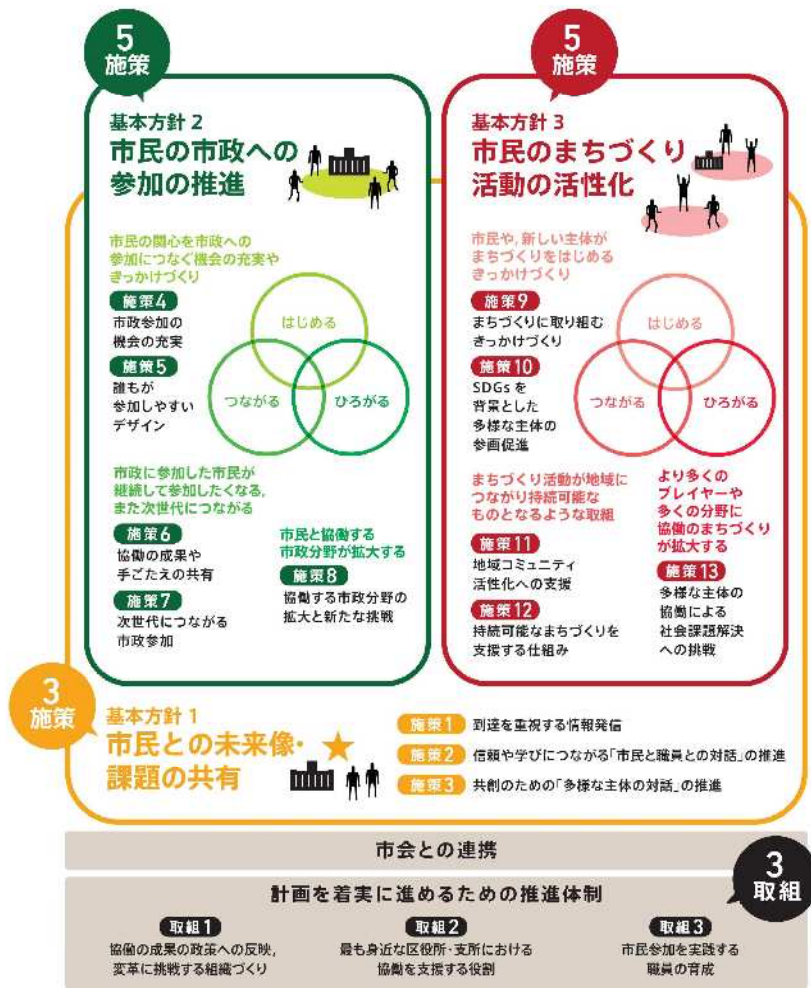 5
施策
基本方針 2
市民の市政への
参加の推進
市民の関心を市政への
参加につなぐ機会の充実や
きっかけづくり
施策4
市政参加の
機会の充実
施策5
誰もが
参加しやすい
デザイン
はじめる
つながる
ひろがる
市政に参加した市民が
継続して参加したくなる,
また次世代につながる
施策6
協働の成果や
手ごたえの共有
施策7
次世代につながる
市政参加
市民と協働する
市政分野が拡大する
施策8
協働する市政分野の
拡大と新たな挑戦
5
施策
基本方針 3
市民のまちづくり
活動の活性化
市民や,新しい主体が
まちづくりをはじめる
きっかけづくり
施策9
まちづくりに取り組む
きっかけづくり
施策10
SDGs を
背景とした
多様な主体の
参画促進
はじめる
つながる
ひろがる
まちづくり活動が地域に
つながり持続可能な
ものとなるような取組
施策11
地域コミュニティ
活性化への支援
施策12
持続可能なまちづくりを
支援する仕組み
より多くの
プレイヤーや
多くの分野に
協働のまちづくり
が拡大する
施策13
多様な主体の
協働による
社会課題解決
への挑戦
3
施策
基本方針 1
市民との未来像・
課題の共有
施策1 到達を重視する情報発信
施策2 信頼や学びにつながる「市民と職員との対話」の推進
施策3 共創のための「多様な主体の対話」の推進
市会との連携
3
取組
計画を着実に進めるための推進体制
取組1
協働の成果の政策への反映,
変革に挑戦する組織づくり
取組2
最も身近な区役所・支所における
協働を支援する役割
取組3
市民参加を実践する
職員の育成